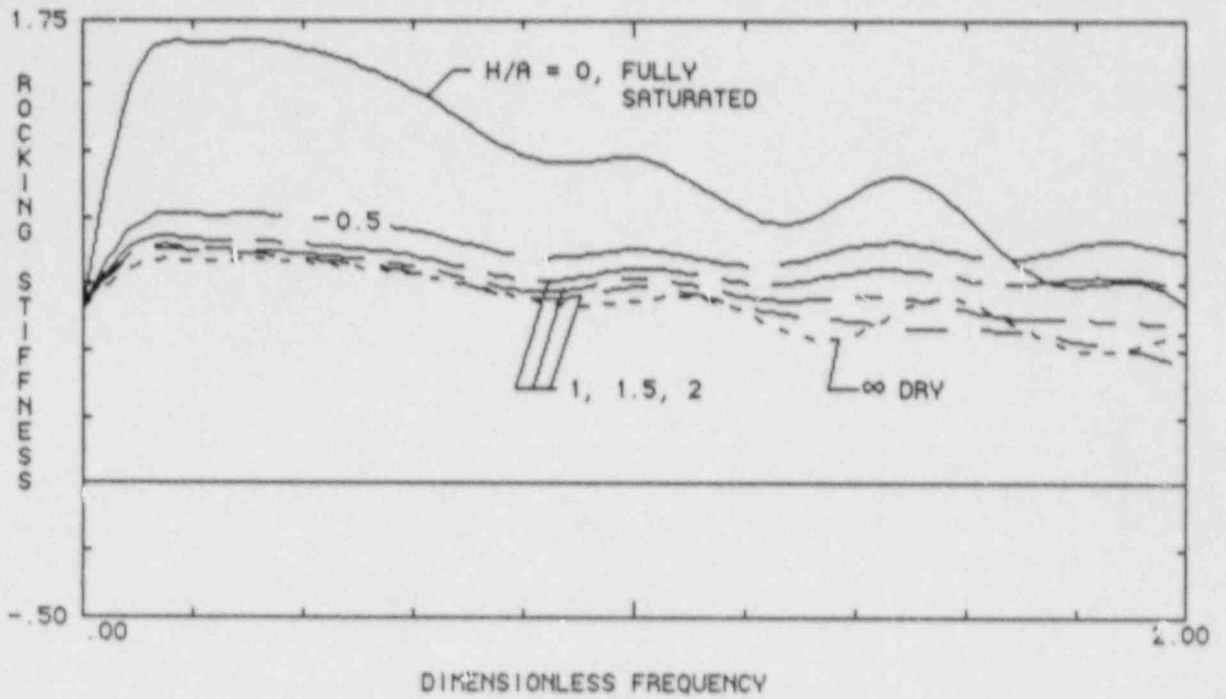 1.75
ROCKING STIFFNESS
H/A = 0, FULLY
SATURATED
-0.5
1, 1.5, 2
∞ DRY
-.50
.00
2.00
DIMENSIONLESS FREQUENCY